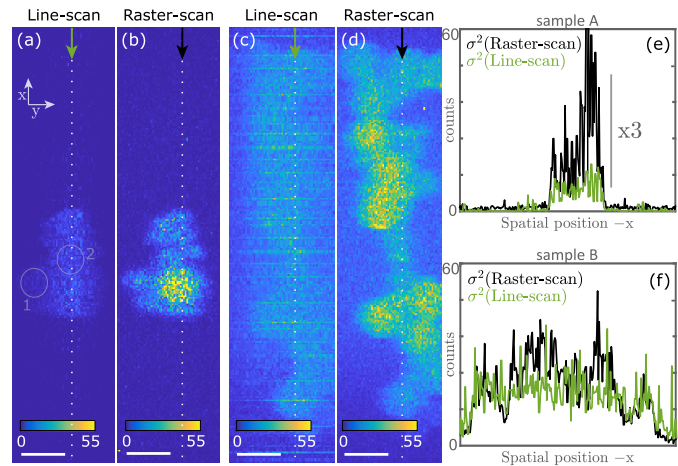 Line-scan
Raster-scan
Line-scan
Raster-scan
(a)
(b)
(c)
(d)
x
y
2
1
0 55
0 55
0 55
0 55
sample A
60
σ²(Raster-scan)
σ²(Line-scan)
(e)
x3
counts
0
Spatial position −x
sample B
60
σ²(Raster-scan)
σ²(Line-scan)
(f)
counts
0
Spatial position −x